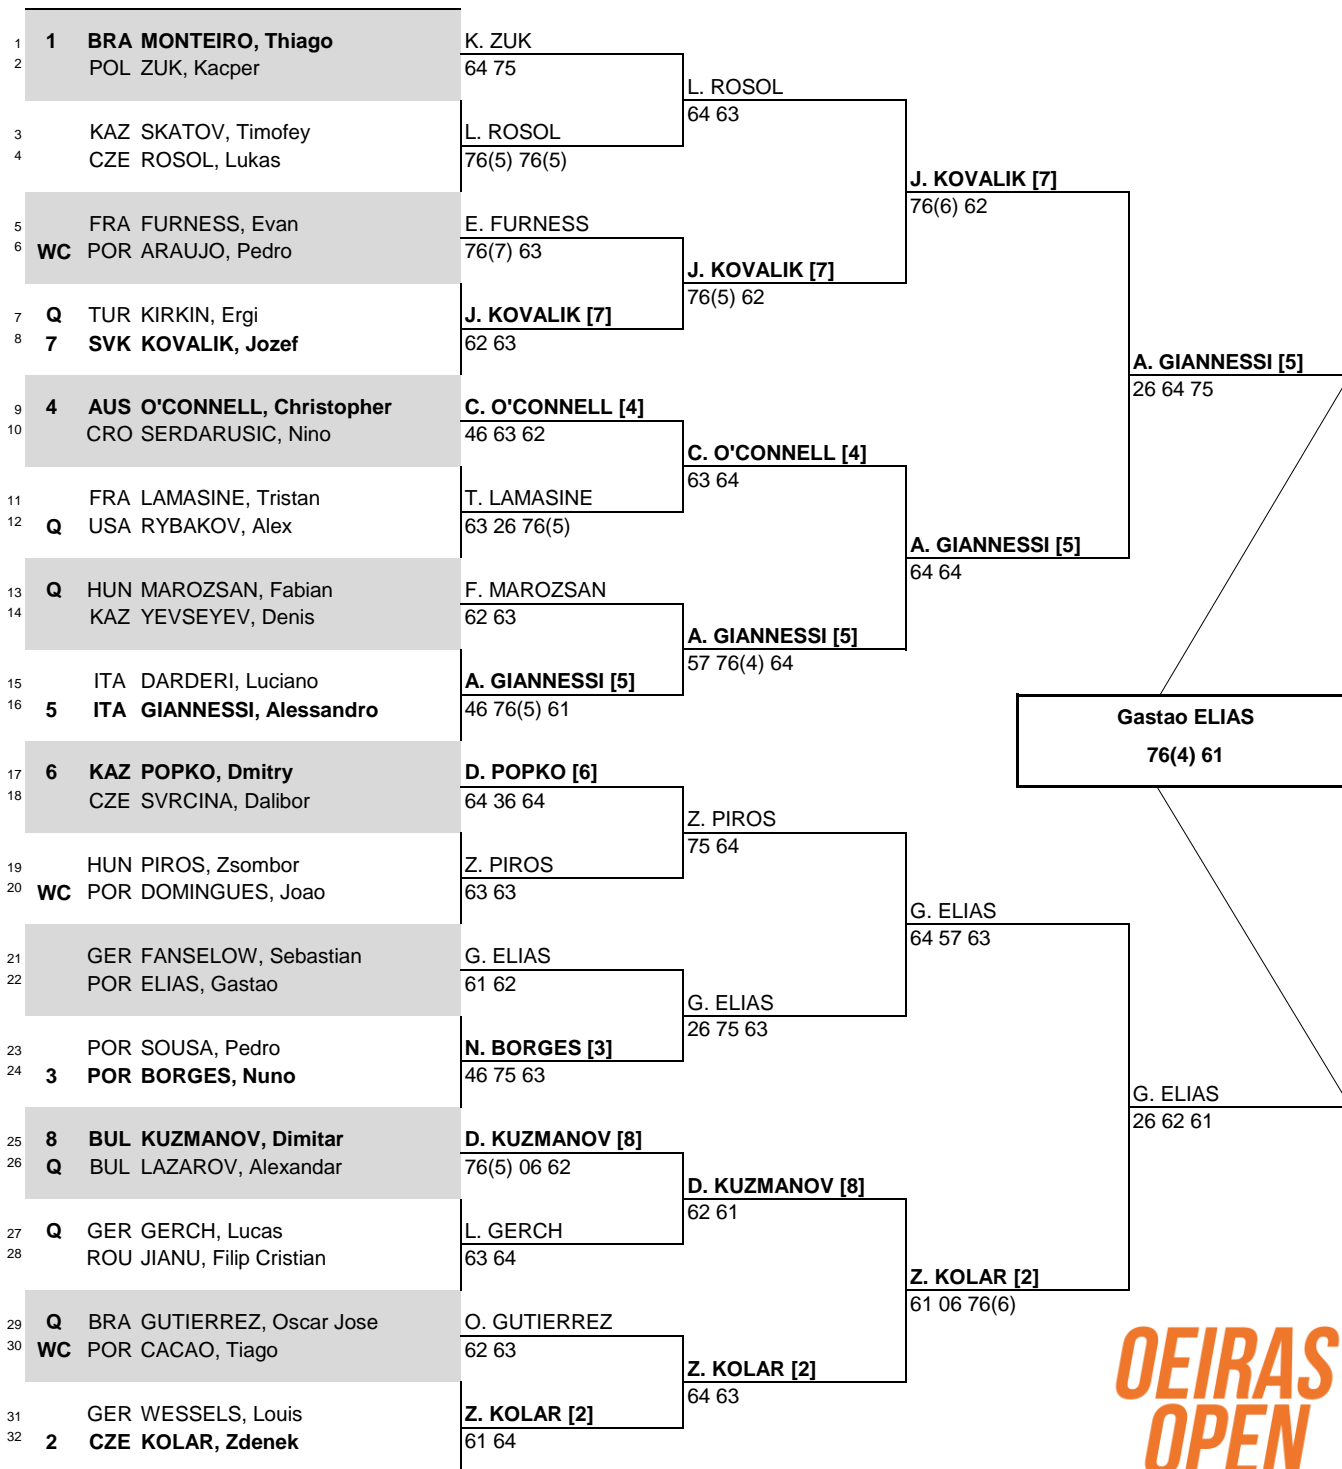 1 1 BRA MONTEIRO, Thiago
2 POL ZUK, Kacper
3 KAZ SKATOV, Timofey
4 CZE ROSOL, Lukas
5 FRA FURNESS, Evan
6 WC POR ARAUJO, Pedro
7 Q TUR KIRKIN, Ergi
8 7 SVK KOVALIK, Jozef
9 4 AUS O'CONNELL, Christopher
10 CRO SERDARUSIC, Nino
11 FRA LAMASINE, Tristan
12 Q USA RYBAKOV, Alex
13 Q HUN MAROZSAN, Fabian
14 KAZ YEVSEYEV, Denis
15 ITA DARDERI, Luciano
16 5 ITA GIANNESSI, Alessandro
17 6 KAZ POPKO, Dmitry
18 CZE SVRCINA, Dalibor
19 HUN PIROS, Zsombor
20 WC POR DOMINGUES, Joao
21 GER FANSELOW, Sebastian
22 POR ELIAS, Gastao
23 POR SOUSA, Pedro
24 3 POR BORGES, Nuno
25 8 BUL KUZMANOV, Dimitar
26 Q BUL LAZAROV, Alexandar
27 Q GER GERCH, Lucas
28 ROU JIANU, Filip Cristian
29 Q BRA GUTIERREZ, Oscar Jose
30 WC POR CACAO, Tiago
31 GER WESSELS, Louis
32 2 CZE KOLAR, Zdenek
K. ZUK
64 75
L. ROSOL
76(5) 76(5)
E. FURNESS
76(7) 63
J. KOVALIK [7]
62 63
C. O'CONNELL [4]
46 63 62
T. LAMASINE
63 26 76(5)
F. MAROZSAN
62 63
A. GIANNESSI [5]
46 76(5) 61
D. POPKO [6]
64 36 64
Z. PIROS
63 63
G. ELIAS
61 62
N. BORGES [3]
46 75 63
D. KUZMANOV [8]
76(5) 06 62
L. GERCH
63 64
O. GUTIERREZ
62 63
Z. KOLAR [2]
61 64
L. ROSOL
64 63
J. KOVALIK [7]
76(5) 62
C. O'CONNELL [4]
63 64
A. GIANNESSI [5]
57 76(4) 64
Z. PIROS
75 64
G. ELIAS
26 75 63
D. KUZMANOV [8]
62 61
Z. KOLAR [2]
64 63
J. KOVALIK [7]
76(6) 62
A. GIANNESSI [5]
64 64
G. ELIAS
64 57 63
Z. KOLAR [2]
61 06 76(6)
A. GIANNESSI [5]
26 64 75
G. ELIAS
26 62 61
Gastao ELIAS
76(4) 61
OEIRAS
OPEN